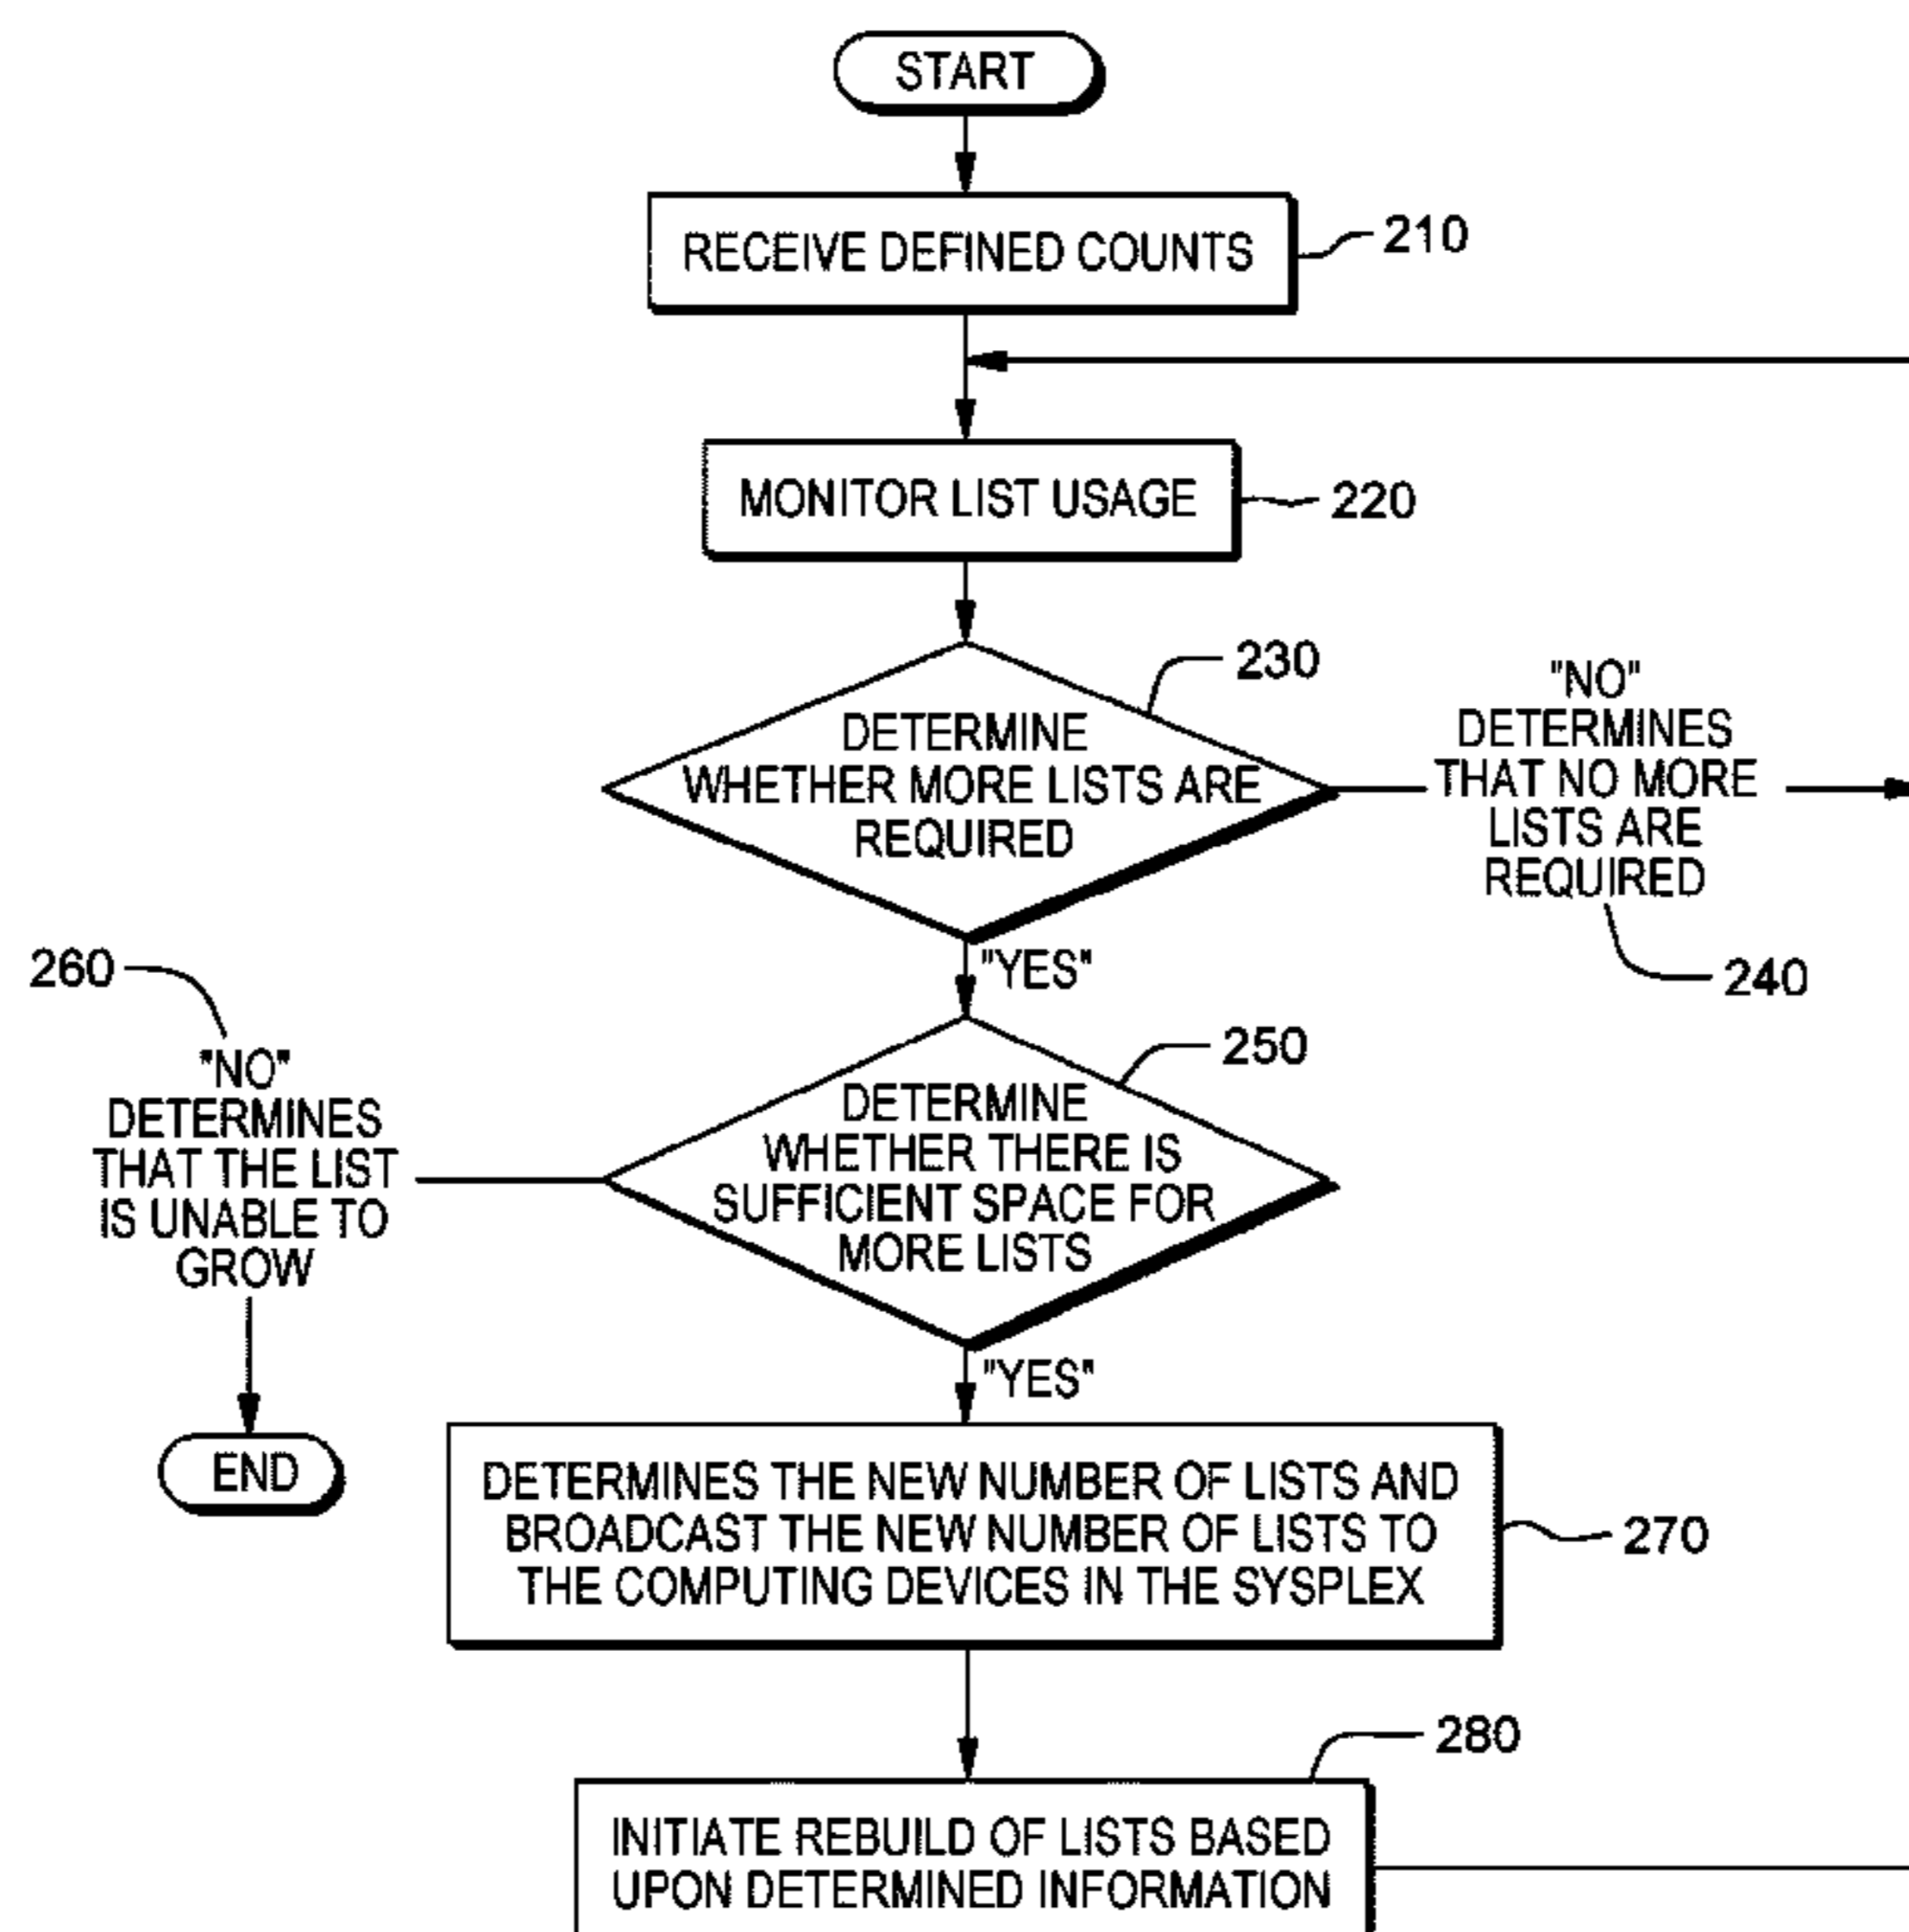 START
RECEIVE DEFINED COUNTS
210
MONITOR LIST USAGE
220
230
DETERMINE
WHETHER MORE LISTS ARE
REQUIRED
"NO"
DETERMINES
THAT NO MORE
LISTS ARE
REQUIRED
240
"YES"
260
"NO"
DETERMINES
THAT THE LIST
IS UNABLE TO
GROW
END
250
DETERMINE
WHETHER THERE IS
SUFFICIENT SPACE FOR
MORE LISTS
"YES"
DETERMINES THE NEW NUMBER OF LISTS AND
BROADCAST THE NEW NUMBER OF LISTS TO
THE COMPUTING DEVICES IN THE SYSPLEX
270
280
INITIATE REBUILD OF LISTS BASED
UPON DETERMINED INFORMATION